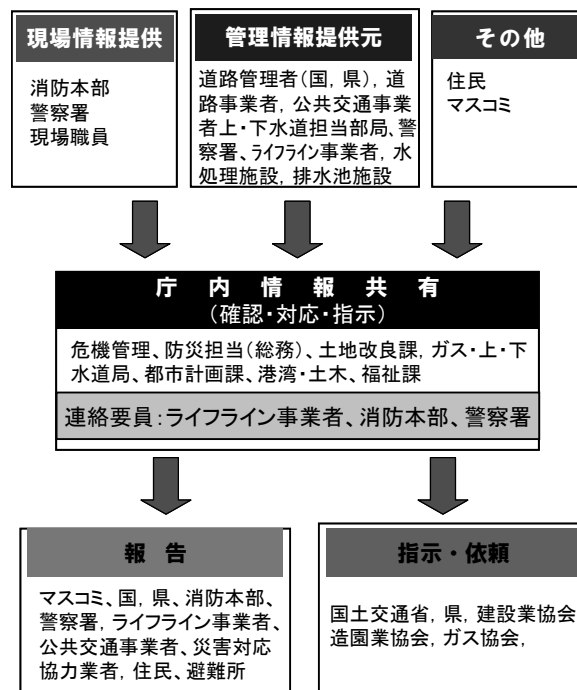 現場情報提供
消防本部
警察署
現場職員
管理情報提供元
道路管理者(国, 県), 道
路事業者, 公共交通事業
者上・下水道担当部局、警
察署、ライフライン事業者, 水
処理施設, 排水池施設
その他
住民
マスコミ
庁内情報共有
(確認・対応・指示)
危機管理、防災担当(総務)、土地改良課, ガス・上・下
水道局、都市計画課、港湾・土木、福祉課
連絡要員:ライフライン事業者、消防本部、警察署
報告
マスコミ、国, 県、消防本部、
警察署, ライフライン事業者、
公共交通事業者、災害対応
協力業者, 住民、避難所
指示・依頼
国土交通省, 県, 建設業協会
造園業協会, ガス協会,